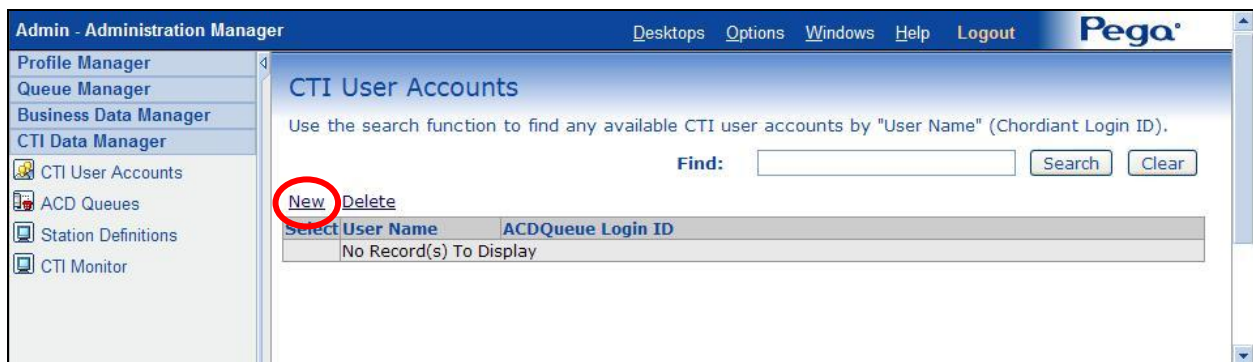 Admin - Administration Manager Desktops Options Windows Help Logout Pega
Profile Manager
Queue Manager
Business Data Manager
CTI Data Manager
CTI User Accounts
ACD Queues
Station Definitions
CTI Monitor
CTI User Accounts
Use the search function to find any available CTI user accounts by "User Name" (Chordiant Login ID).
Find: Search Clear
New Delete
Select User Name ACDQueue Login ID
No Record(s) To Display